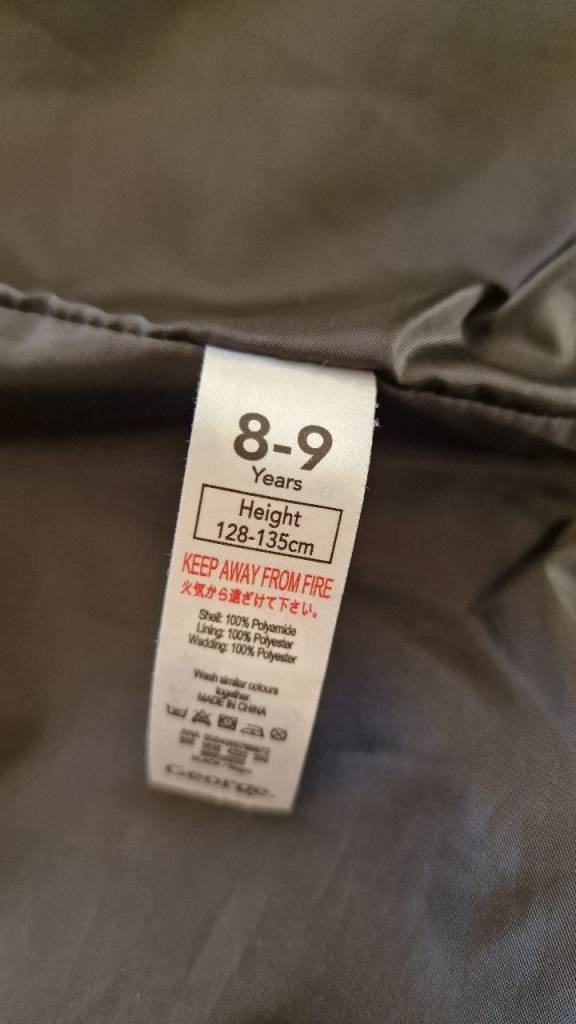 8-9
Years
Height
128-135cm
KEEP AWAY FROM FIRE
火気から遠ざけて下さい。
Shell: 100% Polyamide
Lining: 100% Polyester
Wadding: 100% Polyester
Wash similar colours
together
MADE IN CHINA
George.